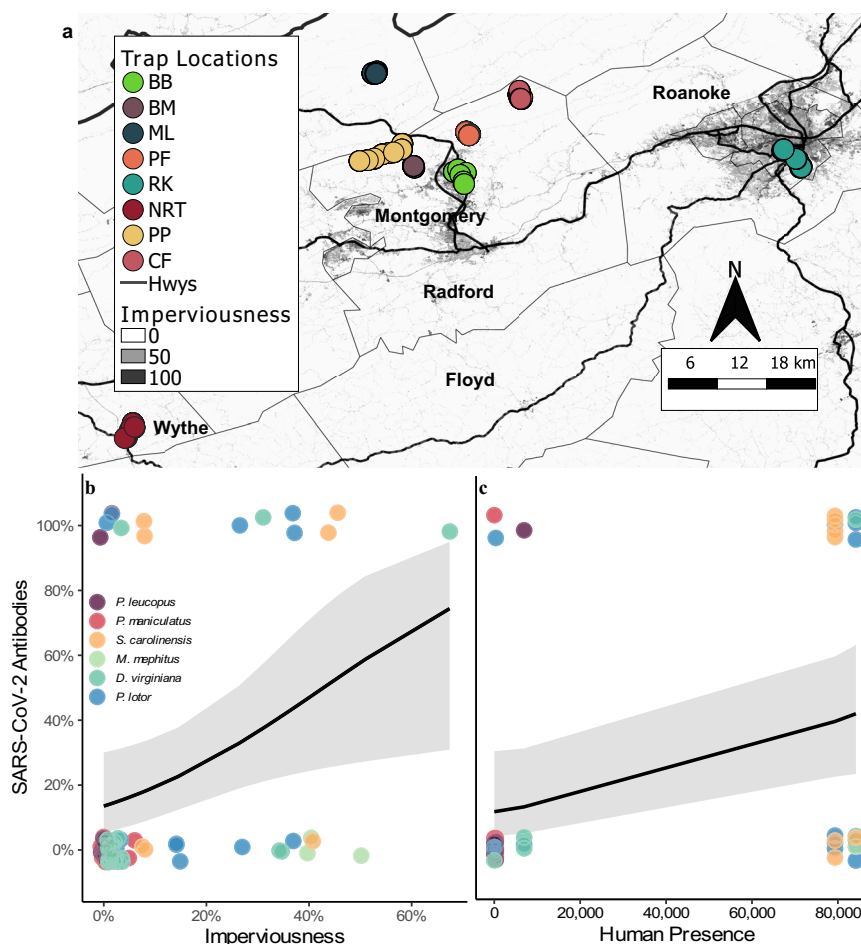 a
Trap Locations
BB
BM
ML
PF
RK
NRT
PP
CF
Hwys
Imperviousness
0
50
100
Roanoke
Montgomery
Radford
Floyd
Wythe
N
6 12 18 km
b
c
SARS-CoV-2 Antibodies
100%
80%
60%
40%
20%
0%
P. leucopus
P. maniculatus
S. carolinensis
M. mephitus
D. virginiana
P. lotor
0% 20% 40% 60%
Imperviousness
0 20,000 40,000 60,000 80,000
Human Presence